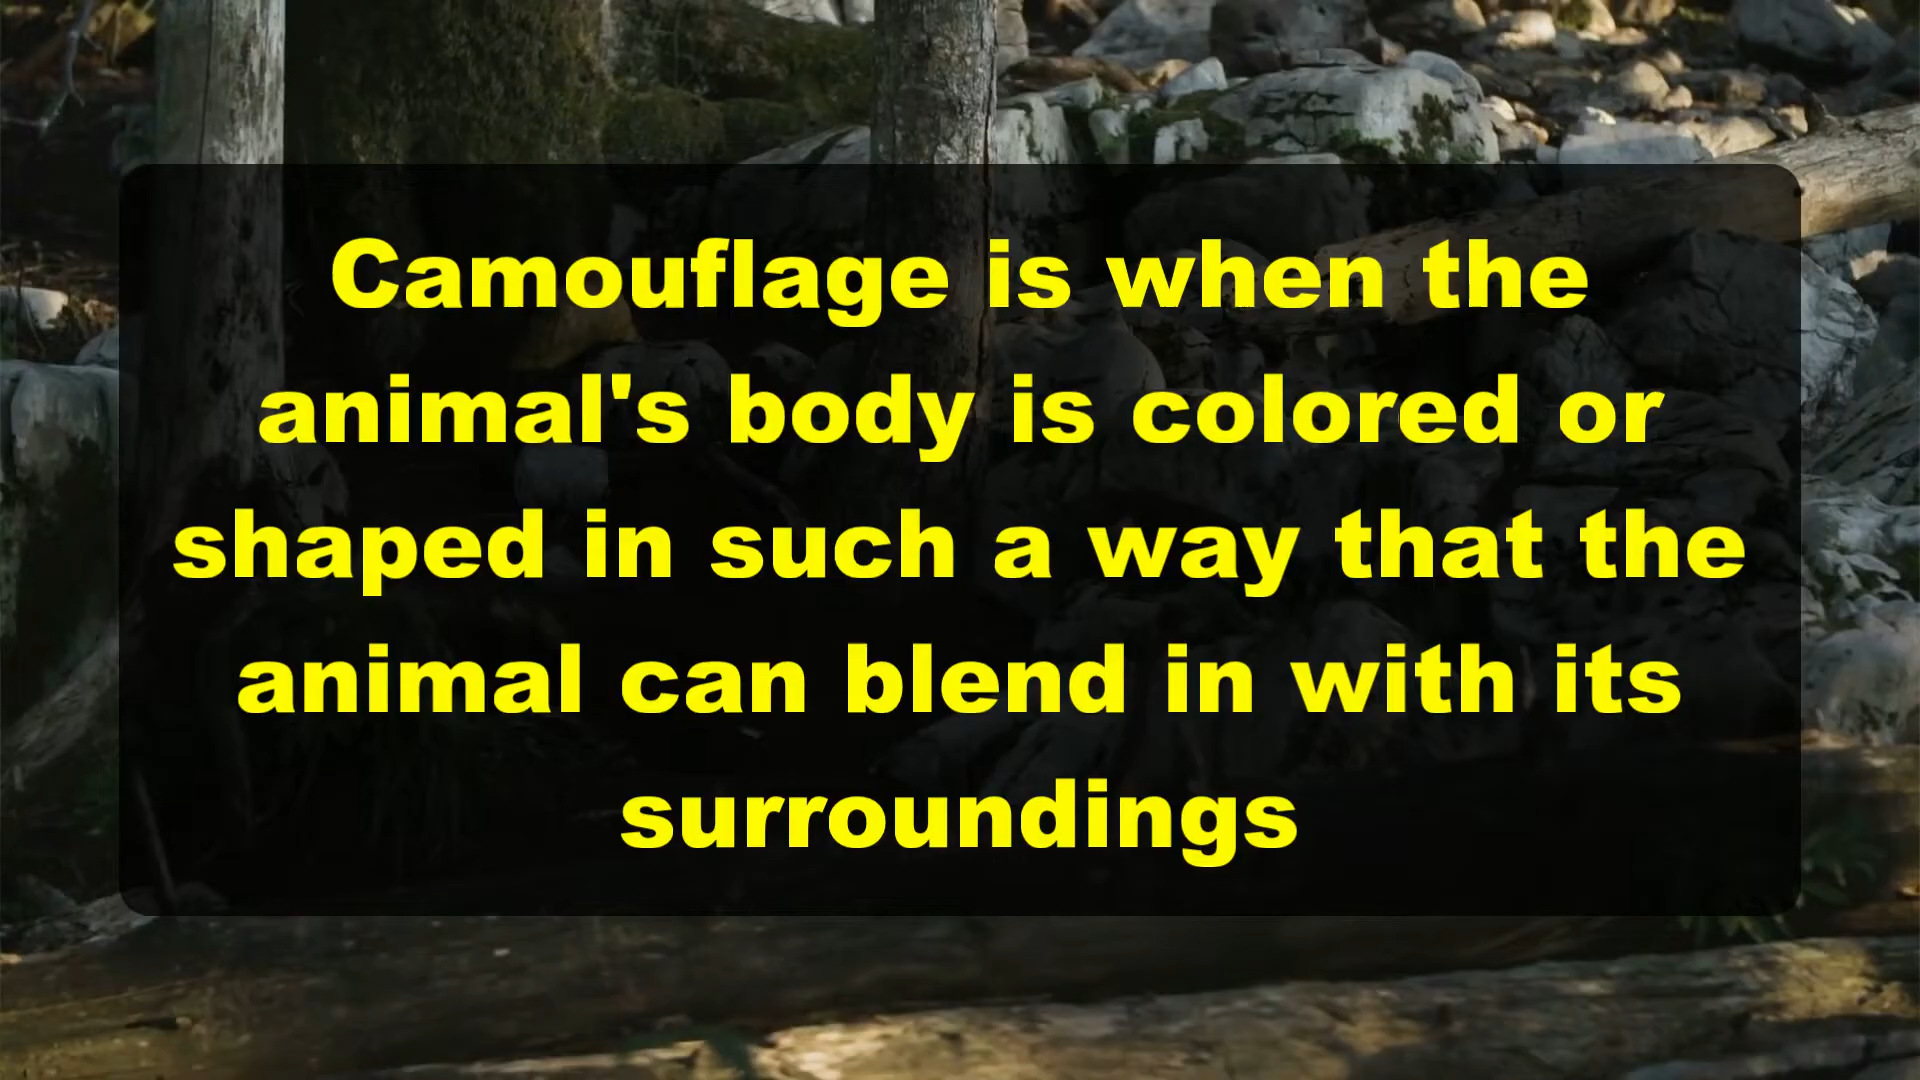 Camouflage is when the
animal's body is colored or
shaped in such a way that the
animal can blend in with its
surroundings